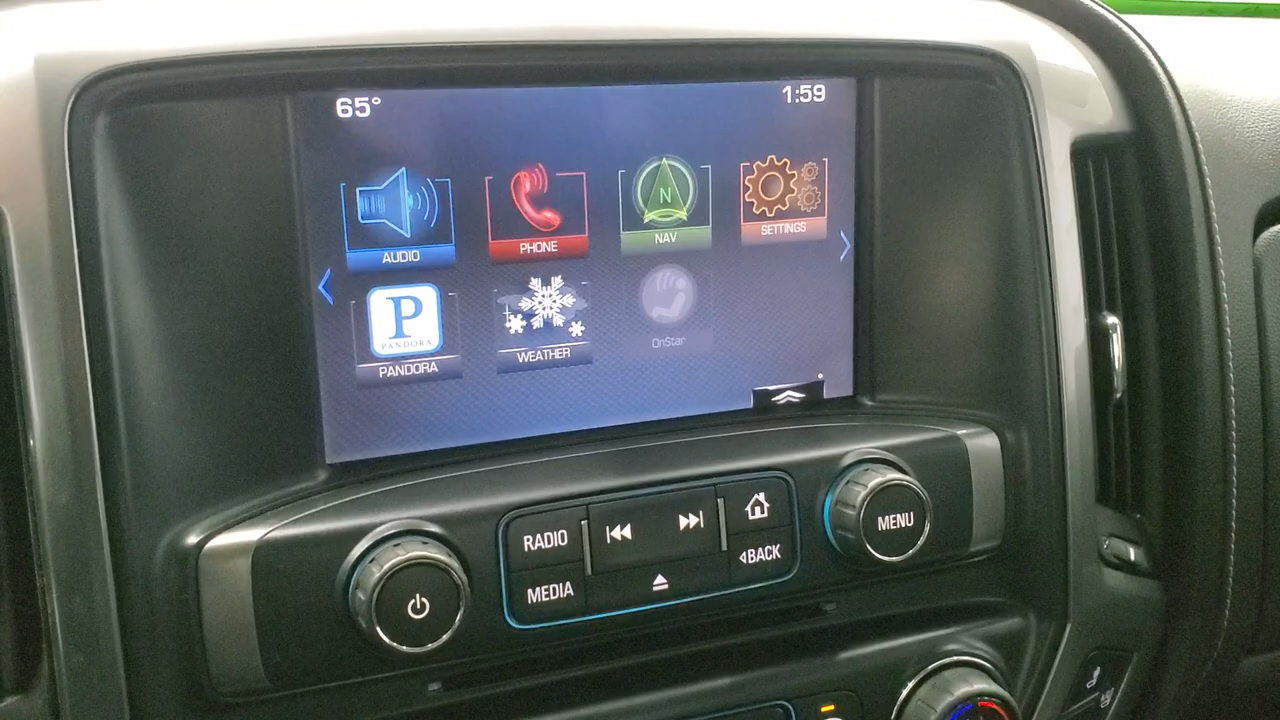 65° 1:59
AUDIO PHONE N NAV SETTINGS
P
PANDORA
PANDORA WEATHER OnStar
RADIO MENU
MEDIA BACK